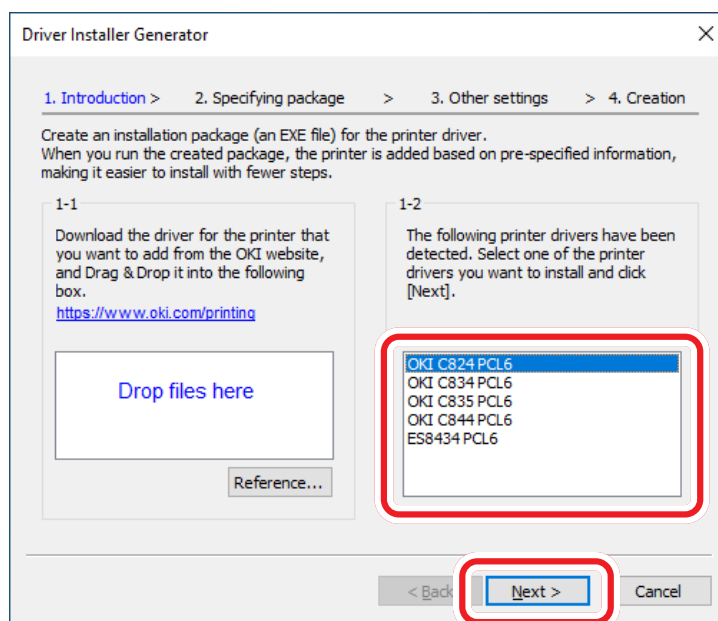 Driver Installer Generator
1. Introduction > 2. Specifying package > 3. Other settings > 4. Creation
Create an installation package (an EXE file) for the printer driver.
When you run the created package, the printer is added based on pre-specified information,
making it easier to install with fewer steps.
1-1
Download the driver for the printer that
you want to add from the OKI website,
and Drag & Drop it into the following
box.
https://www.oki.com/printing
Drop files here
Reference...
1-2
The following printer drivers have been
detected. Select one of the printer
drivers you want to install and click
[Next].
OKI C824 PCL6
OKI C834 PCL6
OKI C835 PCL6
OKI C844 PCL6
ES8434 PCL6
< Back Next > Cancel